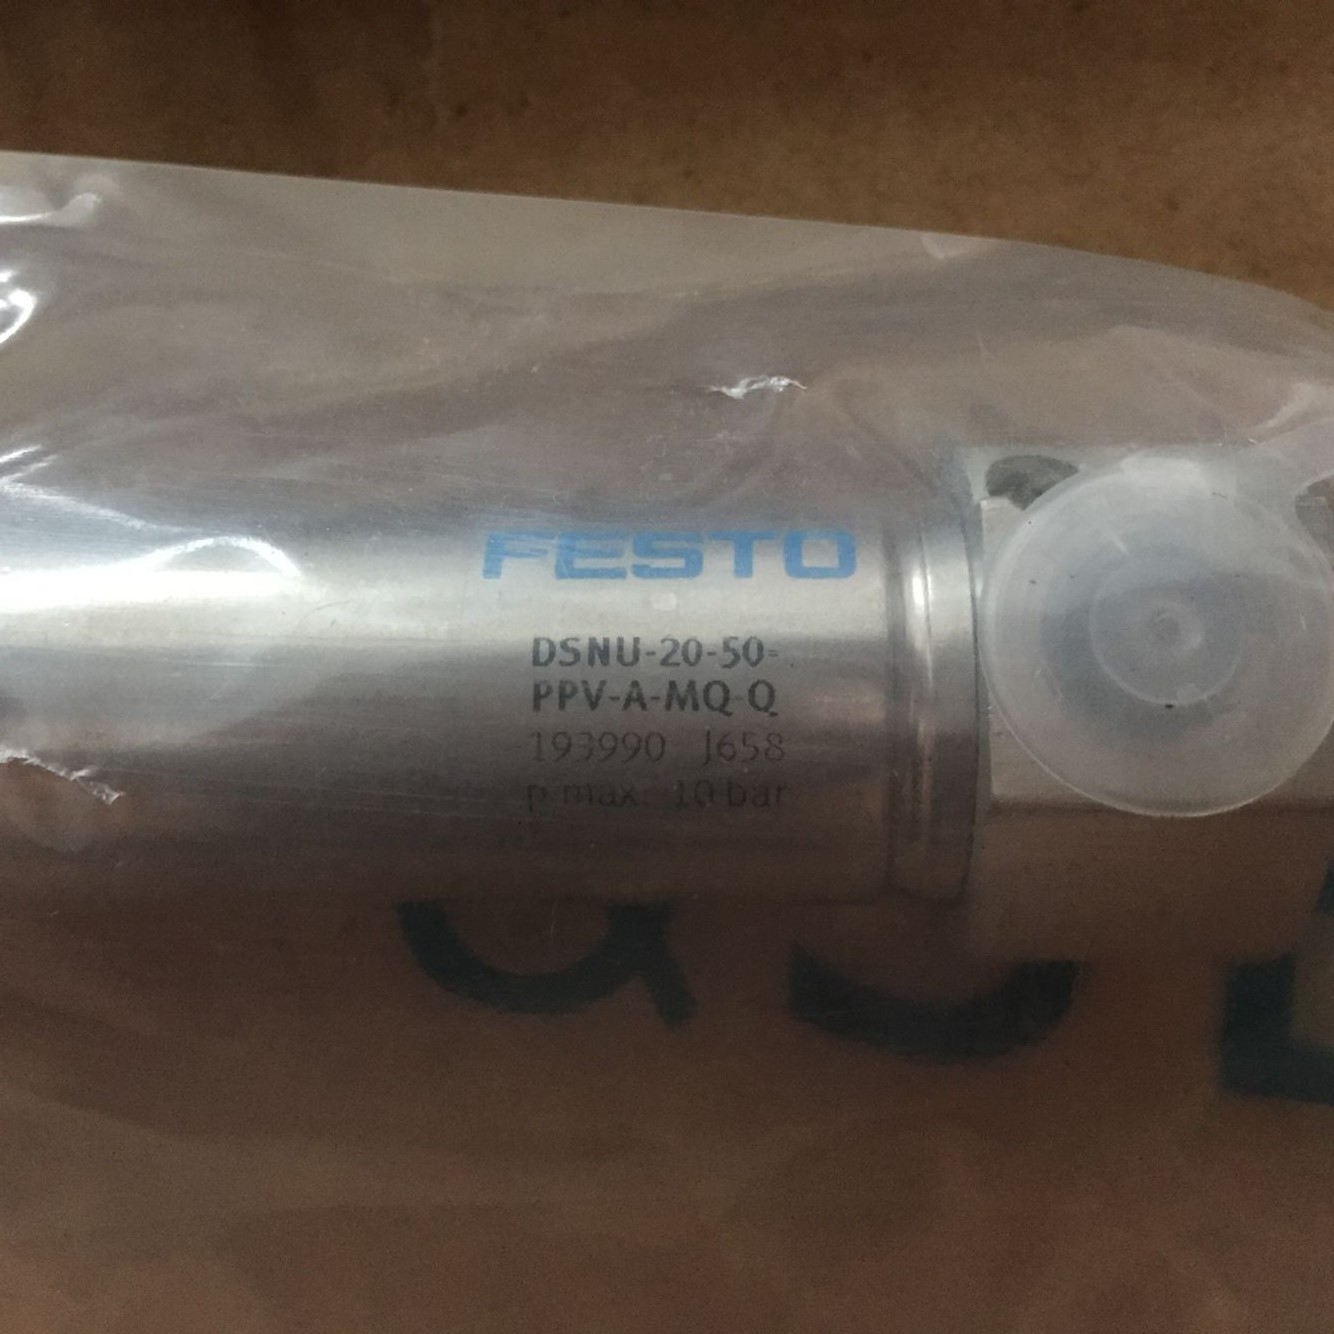 FESTO
DSNU-20-50-
PPV-A-MQ-Q
193990 J658
p max. 10 bar